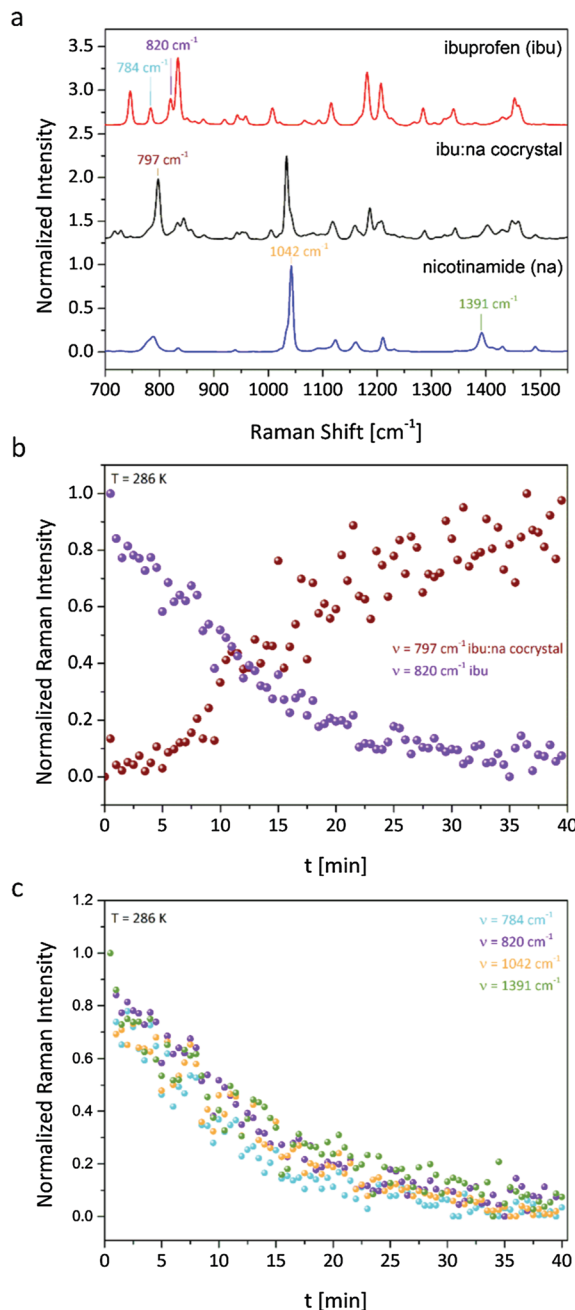 a
3.5
3.0
2.5
2.0
1.5
1.0
0.5
0.0
Normalized Intensity
820 cm⁻¹
784 cm⁻¹
ibuprofen (ibu)
797 cm⁻¹
ibu:na cocrystal
1042 cm⁻¹
nicotinamide (na)
1391 cm⁻¹
700 800 900 1000 1100 1200 1300 1400 1500
Raman Shift [cm⁻¹]
b
T = 286 K
1.0
0.8
0.6
0.4
0.2
0.0
Normalized Raman Intensity
ν = 797 cm⁻¹ ibu:na cocrystal
ν = 820 cm⁻¹ ibu
0 5 10 15 20 25 30 35 40
t [min]
c
1.2
1.0
0.8
0.6
0.4
0.2
0.0
Normalized Raman Intensity
T = 286 K
ν = 784 cm⁻¹
ν = 820 cm⁻¹
ν = 1042 cm⁻¹
ν = 1391 cm⁻¹
0 5 10 15 20 25 30 35 40
t [min]